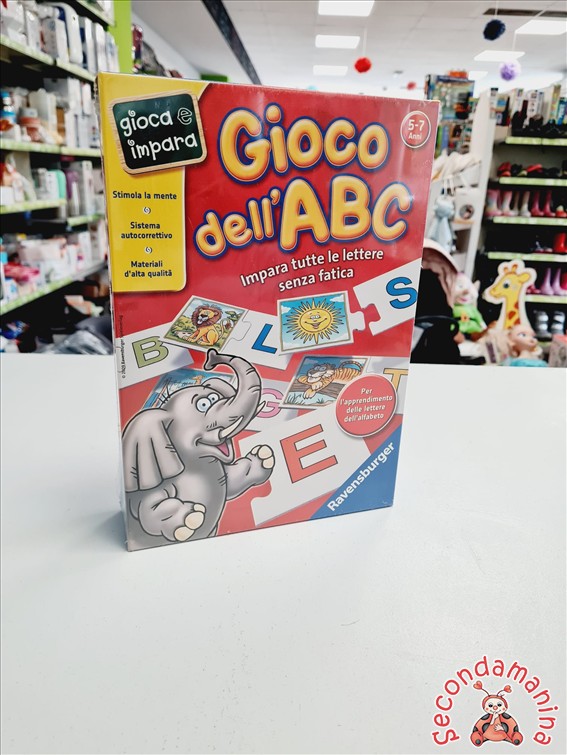 gioca e
impara
Gioco
dell'ABC
5-7
Anni
Stimola la mente
Sistema
autocorrettivo
Materiali
d'alta qualità
Impara tutte le lettere
senza fatica
B
L
S
G
T
E
Per
l'apprendimento
delle lettere
dell'alfabeto
Ravensburger
Secondamanina